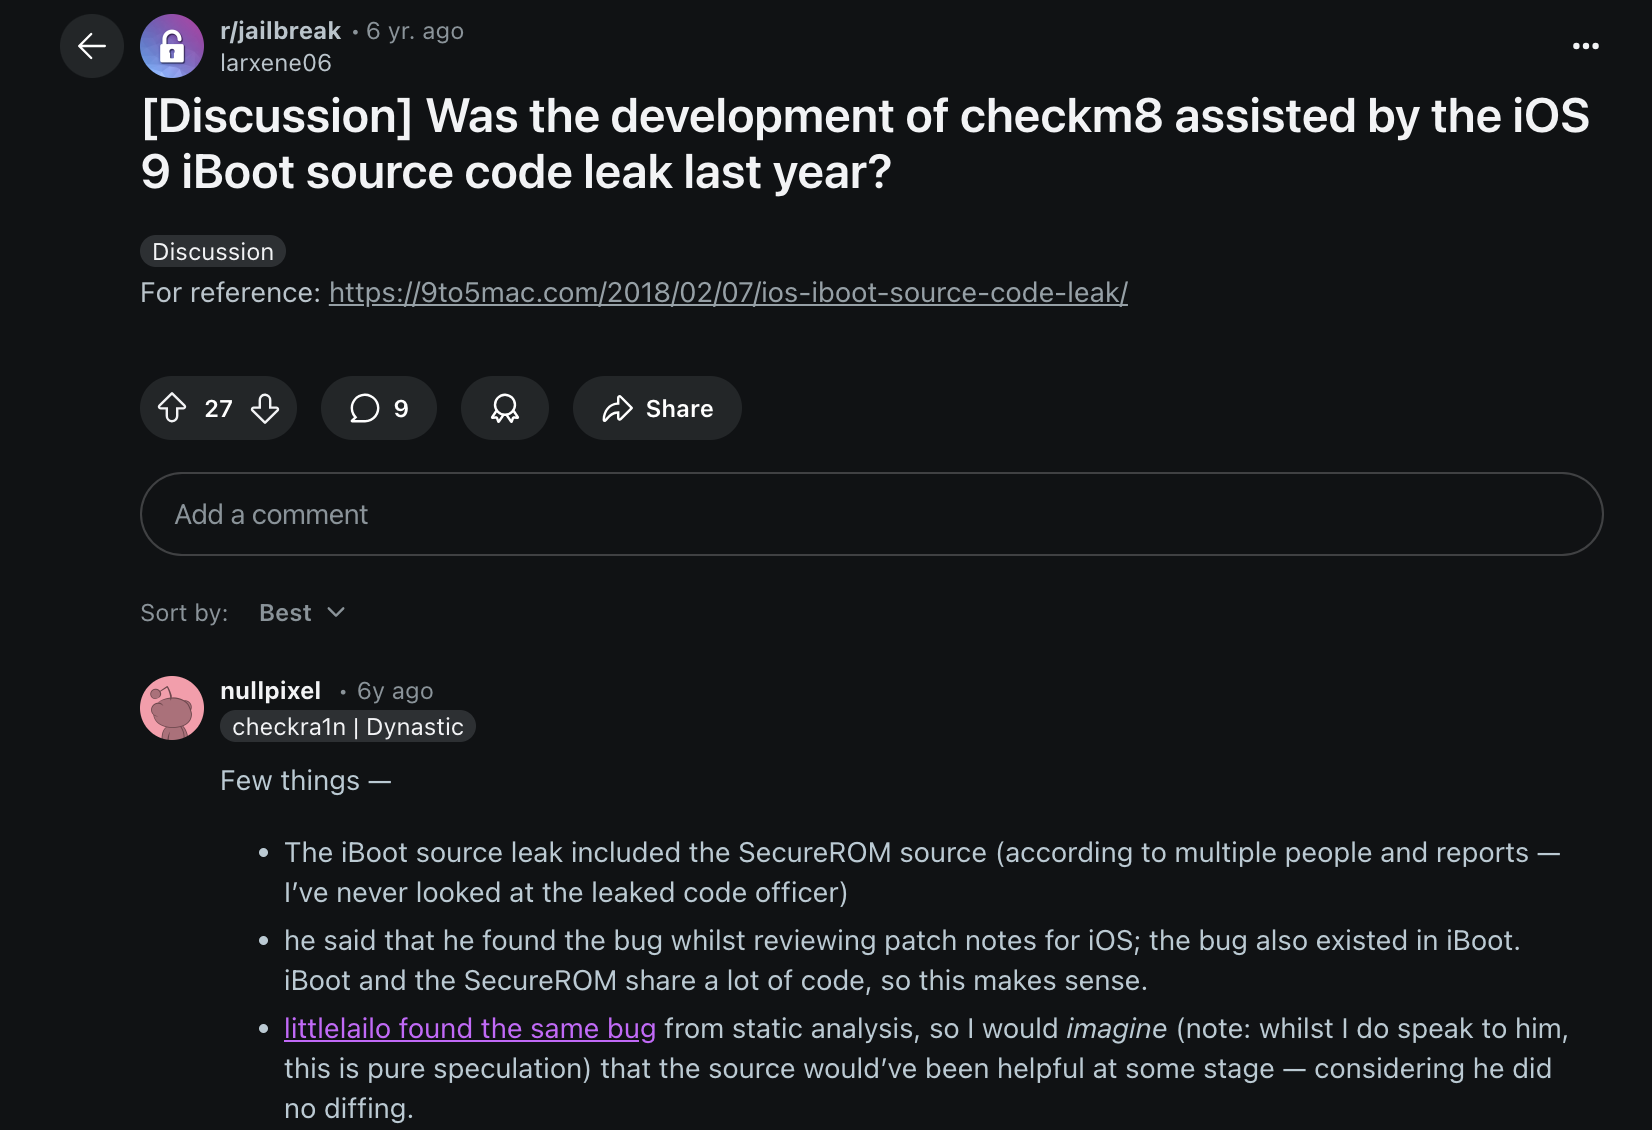 r/jailbreak • 6 yr. ago
larxene06
[Discussion] Was the development of checkm8 assisted by the iOS
9 iBoot source code leak last year?
Discussion
For reference: https://9to5mac.com/2018/02/07/ios-iboot-source-code-leak/
27
9
Share
Add a comment
Sort by: Best
nullpixel • 6y ago
checkra1n | Dynastic
Few things —
• The iBoot source leak included the SecureROM source (according to multiple people and reports —
I’ve never looked at the leaked code officer)
• he said that he found the bug whilst reviewing patch notes for iOS; the bug also existed in iBoot.
iBoot and the SecureROM share a lot of code, so this makes sense.
• littlelailo found the same bug from static analysis, so I would imagine (note: whilst I do speak to him,
this is pure speculation) that the source would’ve been helpful at some stage — considering he did
no diffing.